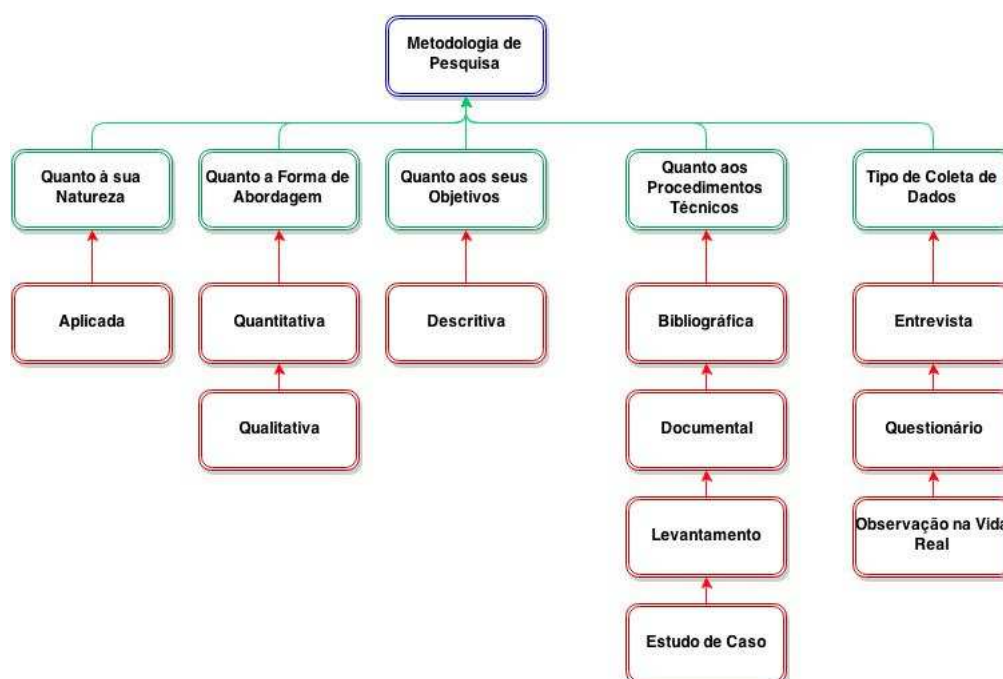 Metodologia de
Pesquisa
Quanto à sua
Natureza
Quanto a Forma de
Abordagem
Quanto aos seus
Objetivos
Quanto aos
Procedimentos
Técnicos
Tipo de Coleta de
Dados
Aplicada
Quantitativa
Descritiva
Bibliográfica
Entrevista
Qualitativa
Documental
Questionário
Levantamento
Observação na Vida
Real
Estudo de Caso